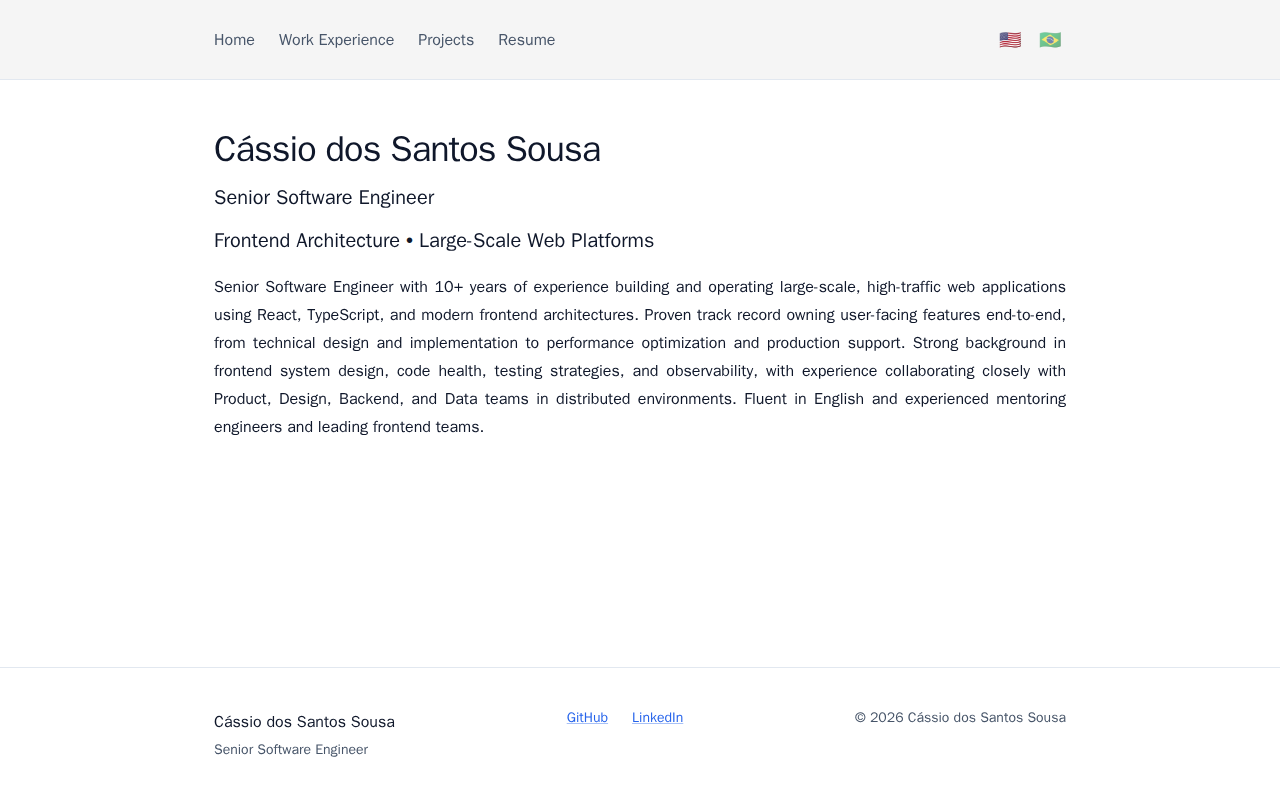 Home Work Experience Projects Resume
Cássio dos Santos Sousa
Senior Software Engineer
Frontend Architecture • Large-Scale Web Platforms
Senior Software Engineer with 10+ years of experience building and operating large-scale, high-traffic web applications
using React, TypeScript, and modern frontend architectures. Proven track record owning user-facing features end-to-end,
from technical design and implementation to performance optimization and production support. Strong background in
frontend system design, code health, testing strategies, and observability, with experience collaborating closely with
Product, Design, Backend, and Data teams in distributed environments. Fluent in English and experienced mentoring
engineers and leading frontend teams.
Cássio dos Santos Sousa
Senior Software Engineer
GitHub LinkedIn
© 2026 Cássio dos Santos Sousa